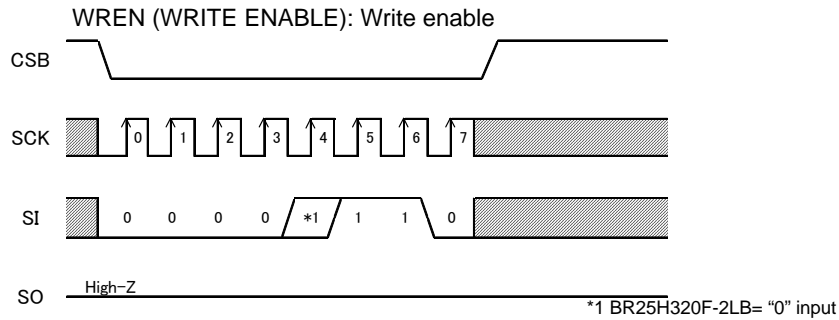 WREN (WRITE ENABLE): Write enable
CSB
SCK 0 1 2 3 4 5 6 7
SI 0 0 0 0 *1 1 1 0
SO High-Z
*1 BR25H320F-2LB= “0” input